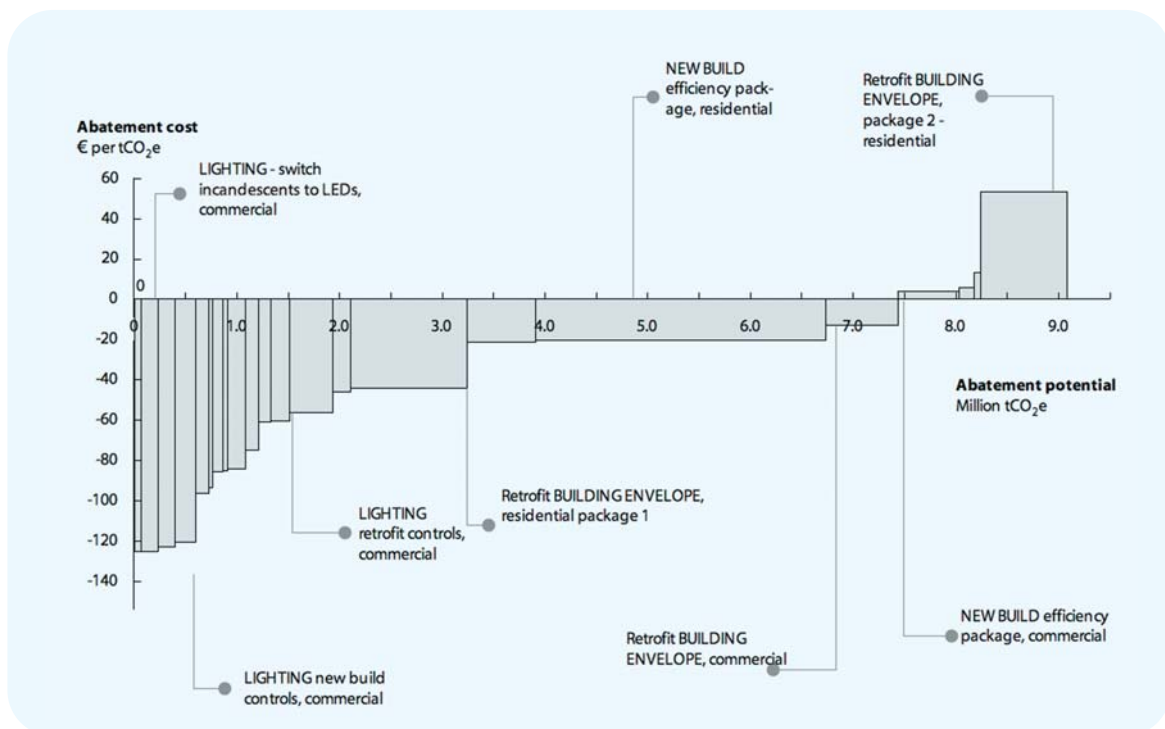 NEW BUILD
efficiency pack-
age, residential
Retrofit BUILDING
ENVELOPE,
package 2 -
residential
Abatement cost
€ per tCO₂e
LIGHTING - switch
incandescents to LEDs,
commercial
60
40
20
0
-20
-40
-60
-80
-100
-120
-140
0
0 1.0 2.0 3.0 4.0 5.0 6.0 7.0 8.0 9.0
Abatement potential
Million tCO₂e
LIGHTING
retrofit controls,
commercial
Retrofit BUILDING ENVELOPE,
residential package 1
LIGHTING new build
controls, commercial
Retrofit BUILDING
ENVELOPE, commercial
NEW BUILD efficiency
package, commercial